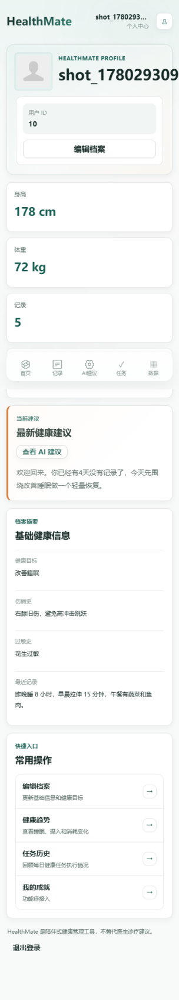 HealthMate
shot_1780293...
个人中心
HEALTHMATE PROFILE
shot_178029309
用户 ID
10
编辑档案
身高
178 cm
体重
72 kg
记录
5
首页 记录 AI建议 任务 数据
当前建议
最新健康建议
查看 AI 建议
欢迎回来。你已经有4天没有记录了，今天先围
绕改善睡眠做一个轻量恢复。
档案摘要
基础健康信息
健康目标
改善睡眠
伤病史
右膝旧伤，避免高冲击跳跃
过敏史
花生过敏
最近记录
昨晚睡 8 小时，早晨拉伸 15 分钟，午餐有蔬菜和鱼
肉。
快捷入口
常用操作
编辑档案
更新基础信息和健康目标
→
健康趋势
查看睡眠、摄入和消耗变化
→
任务历史
回顾每日健康任务执行情况
→
我的成就
功能待接入
→
HealthMate 是陪伴式健康管理工具，不替代医生诊疗建议。
退出登录